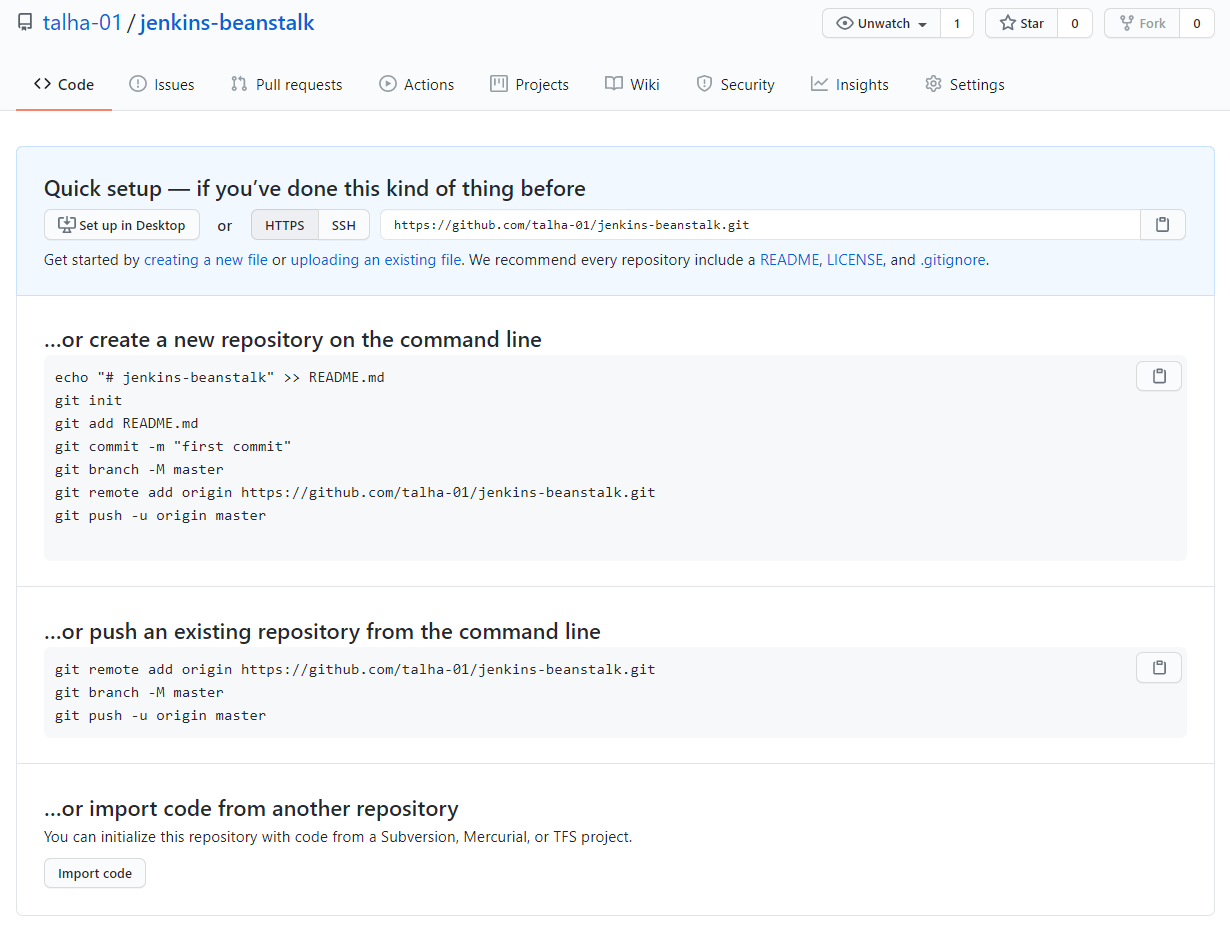 talha-01 / jenkins-beanstalk
Unwatch 1 Star 0 Fork 0
<> Code Issues Pull requests Actions Projects Wiki Security Insights Settings
Quick setup — if you’ve done this kind of thing before
Set up in Desktop or HTTPS SSH https://github.com/talha-01/jenkins-beanstalk.git
Get started by creating a new file or uploading an existing file. We recommend every repository include a README, LICENSE, and .gitignore.
…or create a new repository on the command line
echo "# jenkins-beanstalk" >> README.md
git init
git add README.md
git commit -m "first commit"
git branch -M master
git remote add origin https://github.com/talha-01/jenkins-beanstalk.git
git push -u origin master
…or push an existing repository from the command line
git remote add origin https://github.com/talha-01/jenkins-beanstalk.git
git branch -M master
git push -u origin master
…or import code from another repository
You can initialize this repository with code from a Subversion, Mercurial, or TFS project.
Import code